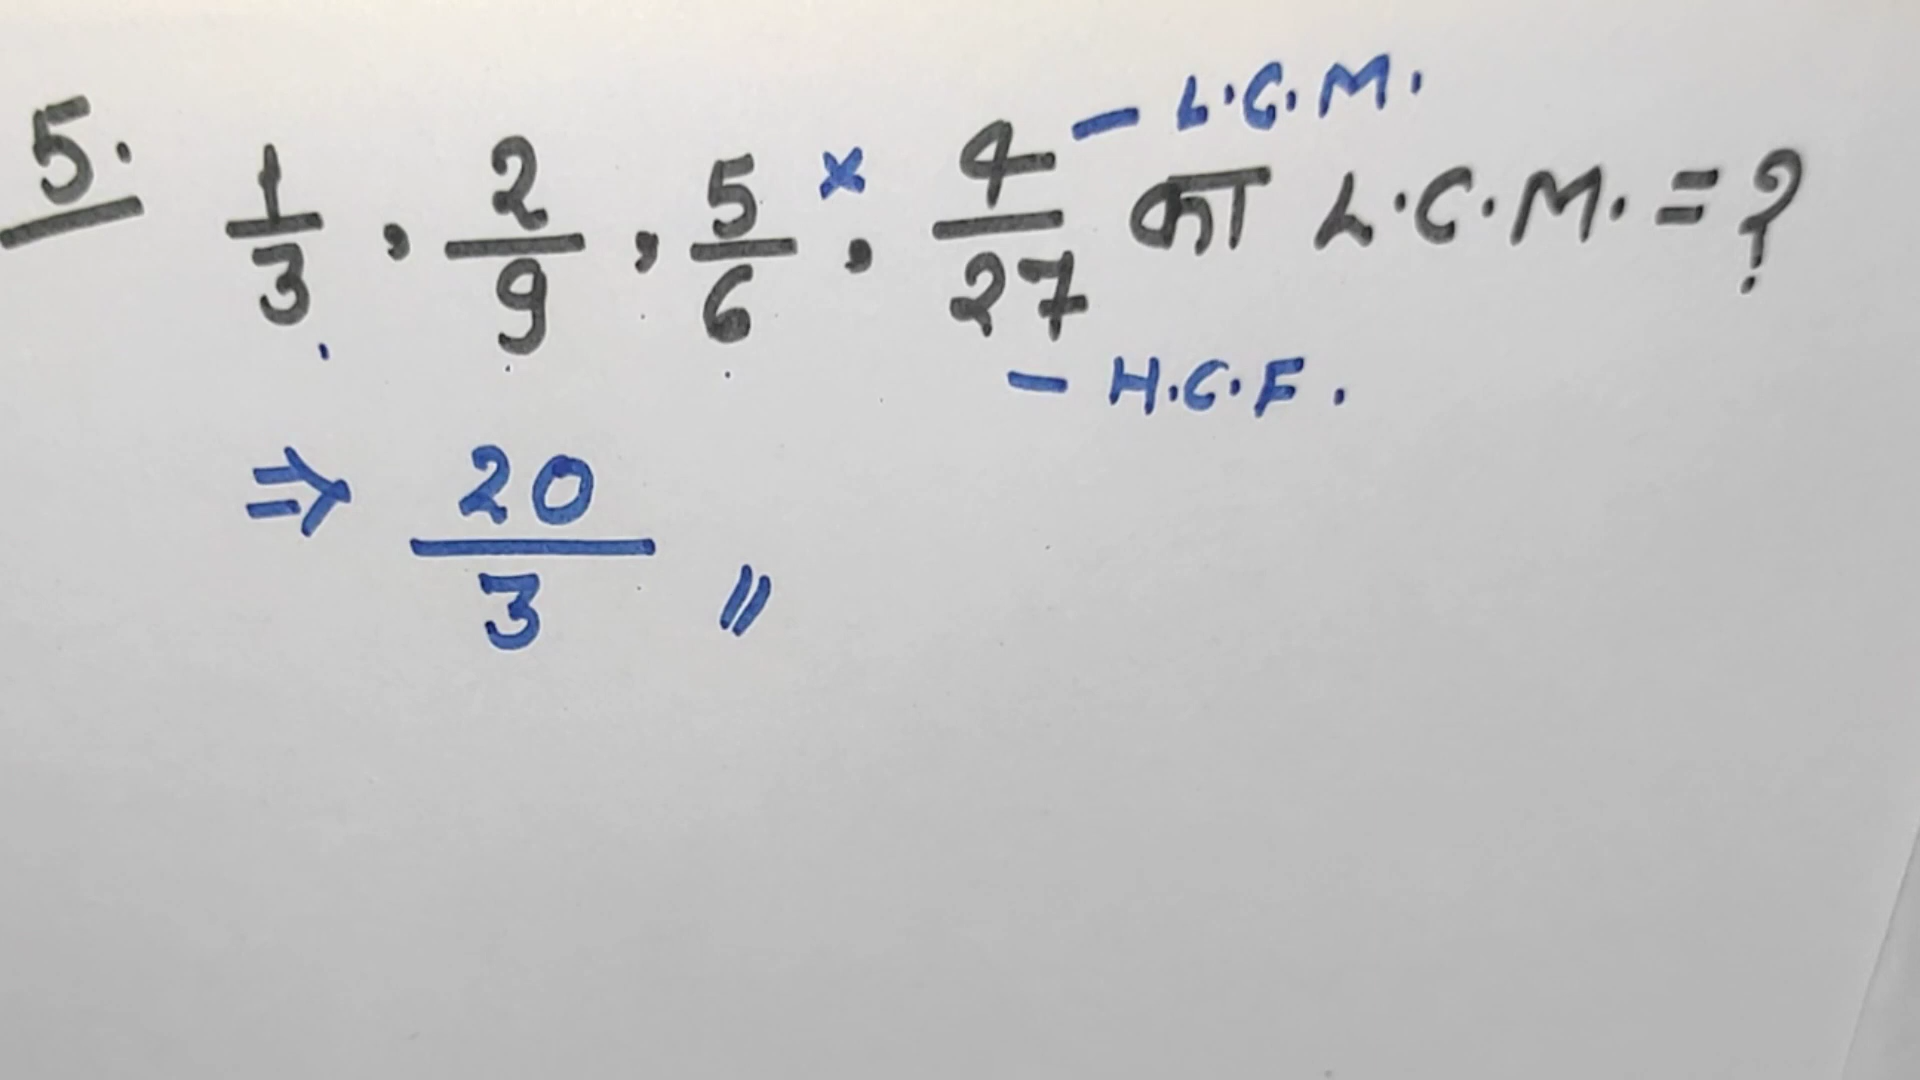 — L.C.M.
5. 1/3 , 2/9 , 5/6 × , 4/27 का L.C.M. = ?
— H.C.F.
⇒ 20/3 //